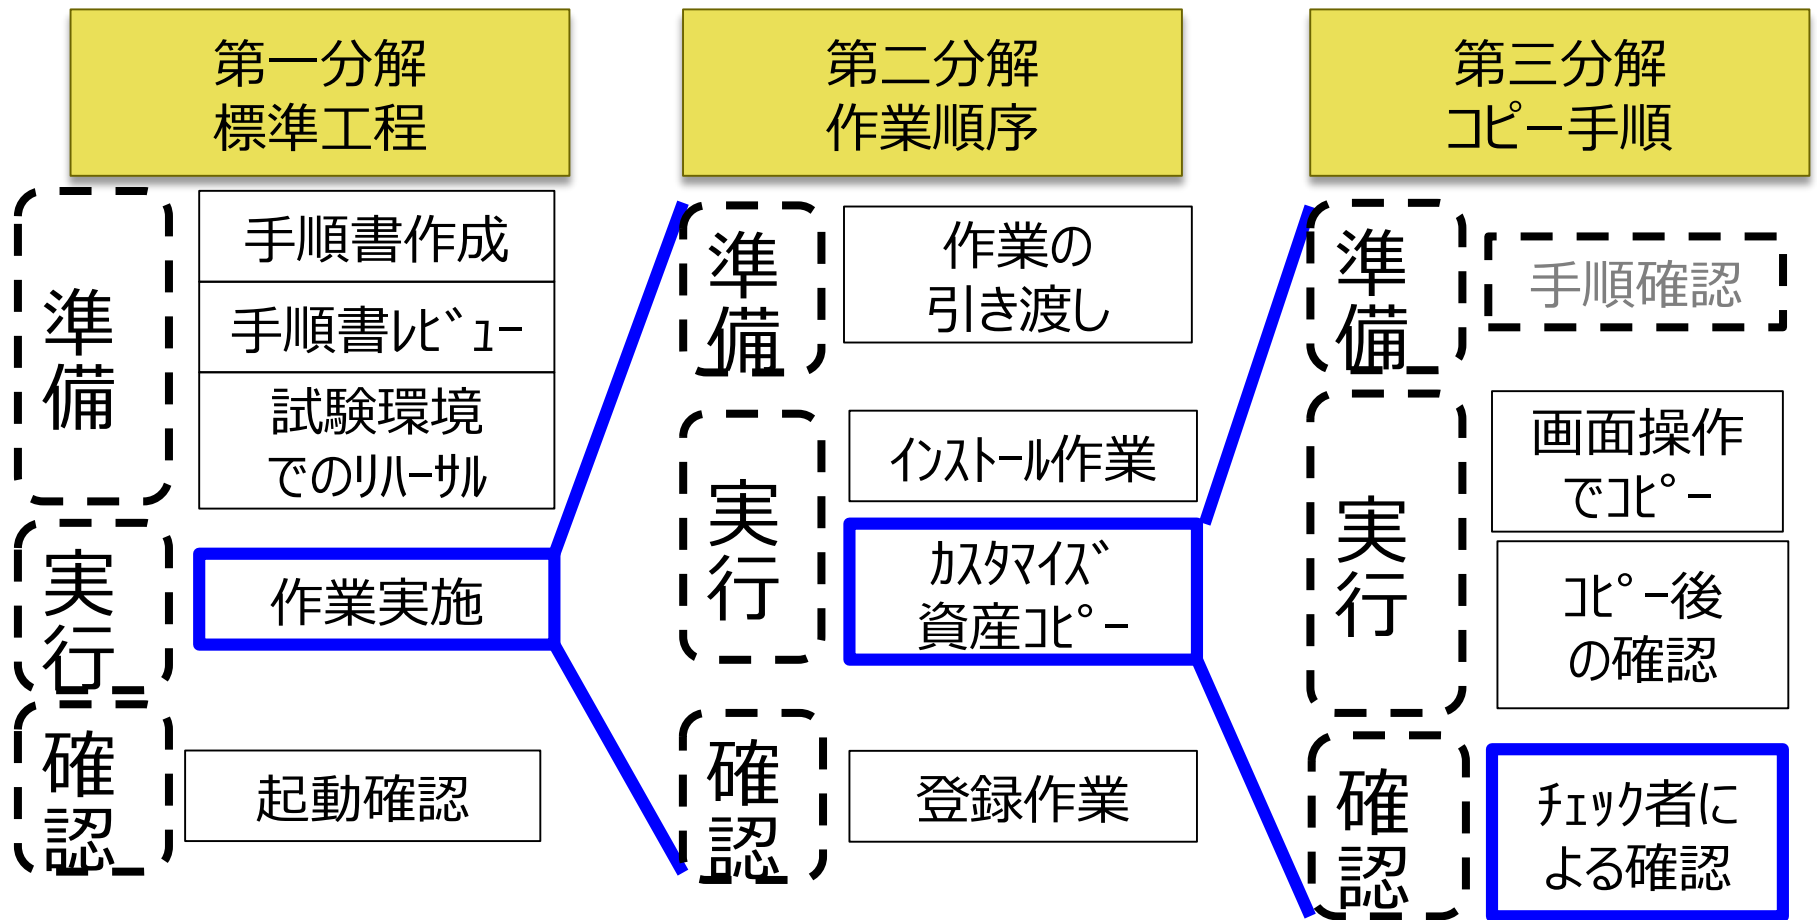 第一分解
標準工程
準
備
手順書作成
手順書ﾚﾋﾞｭｰ
試験環境
でのﾘﾊｰｻﾙ
実
行
作業実施
確
認
起動確認
第二分解
作業順序
準
備
作業の
引き渡し
実
行
ｲﾝｽﾄｰﾙ作業
ｶｽﾀﾏｲｽﾞ
資産ｺﾋﾟｰ
確
認
登録作業
第三分解
ｺﾋﾟｰ手順
準
備
手順確認
実
行
画面操作
でｺﾋﾟｰ
ｺﾋﾟｰ後
の確認
確
認
ﾁｪｯｸ者に
よる確認